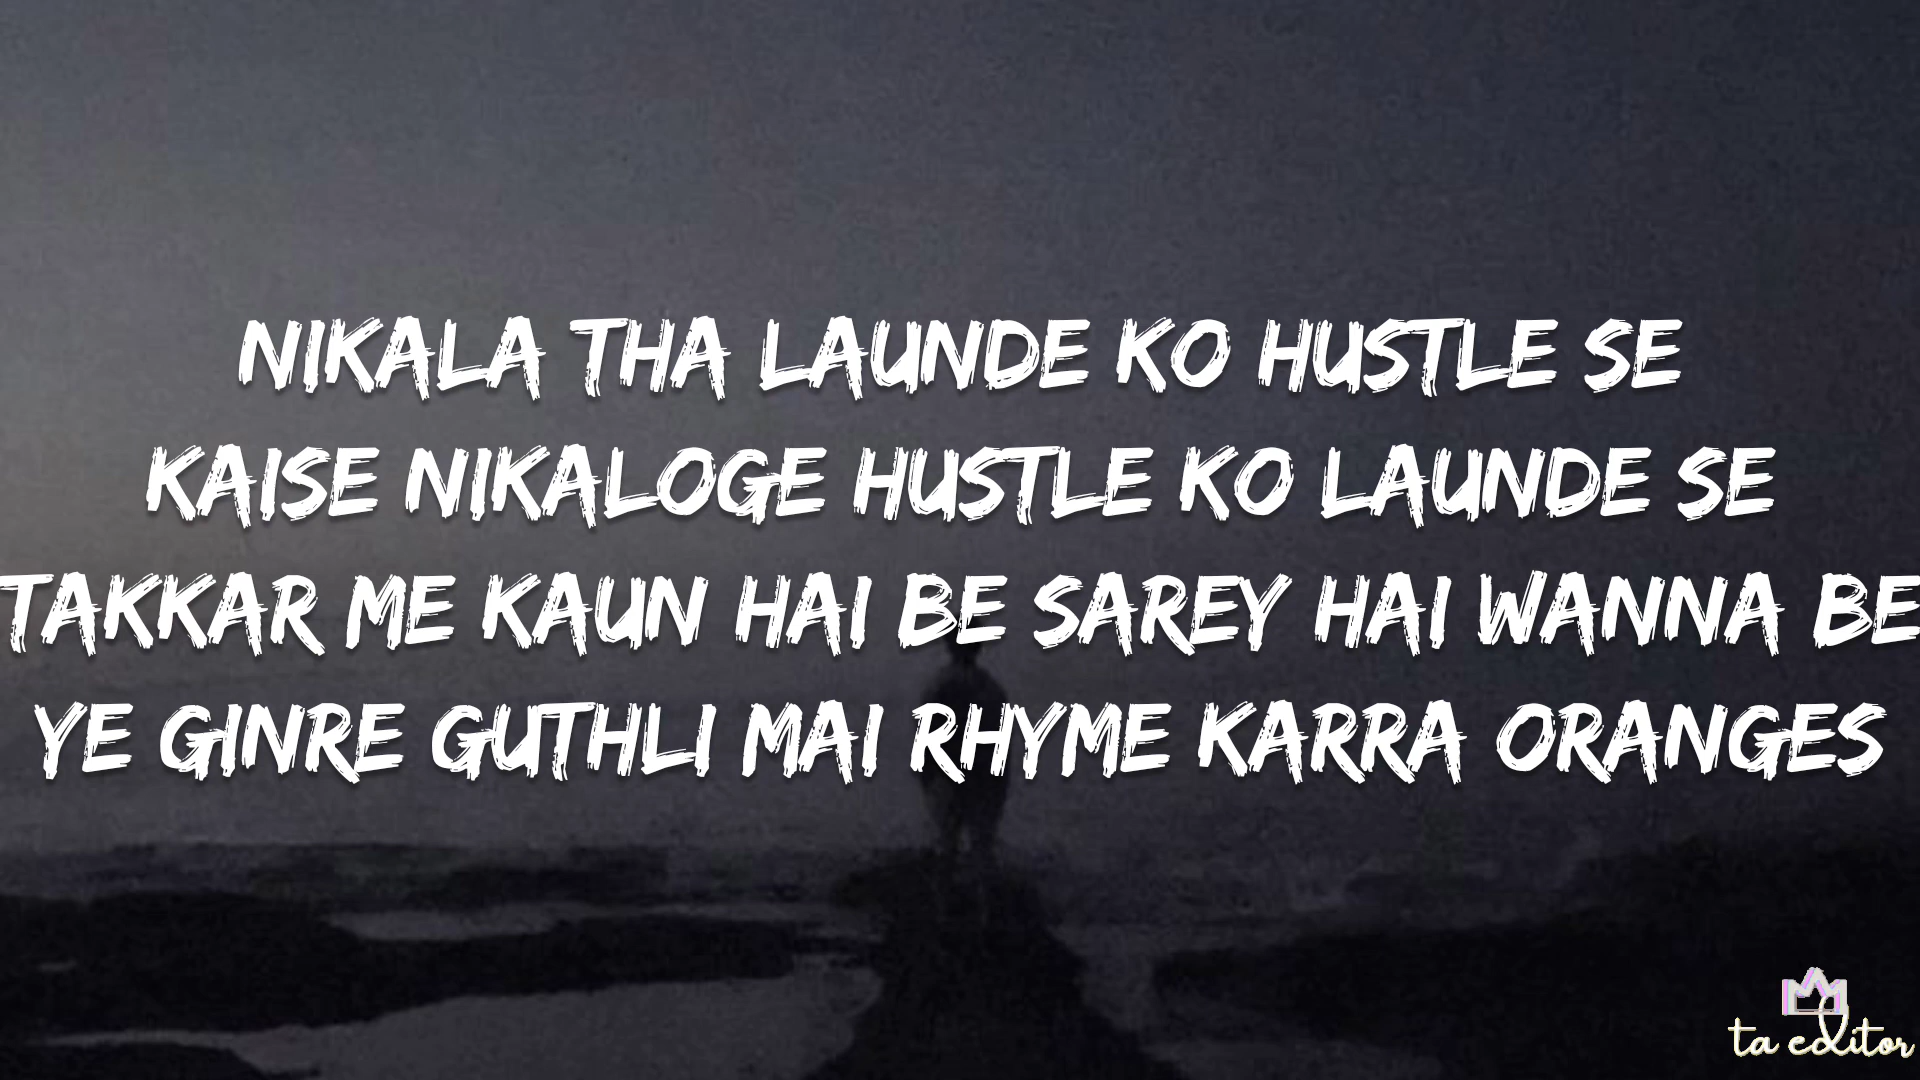 NIKALA THA LAUNDE KO HUSTLE SE
KAISE NIKALOGE HUSTLE KO LAUNDE SE
TAKKAR ME KAUN HAI BE SAREY HAI WANNA BE
YE GINRE GUTHLI MAI RHYME KARRA ORANGES
ta editor